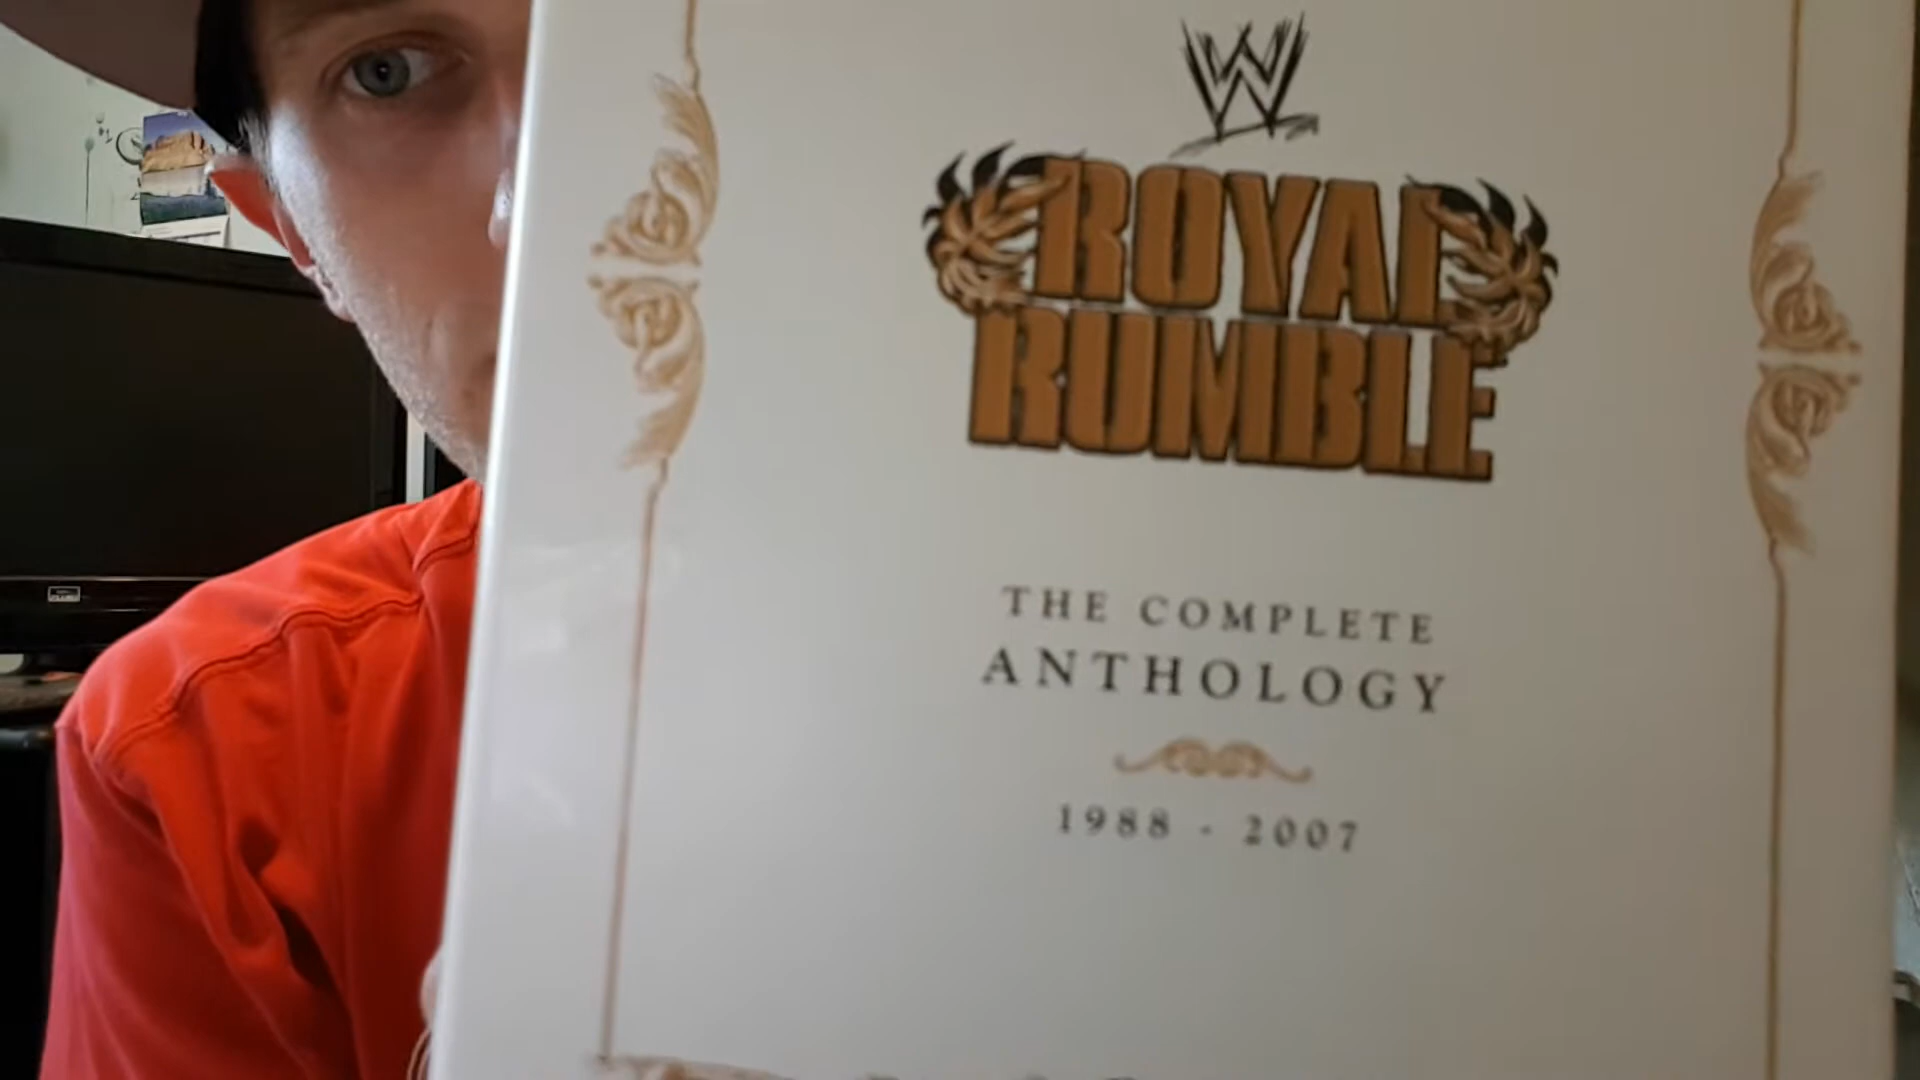 W
ROYAL
RUMBLE
THE COMPLETE
ANTHOLOGY
1988 - 2007